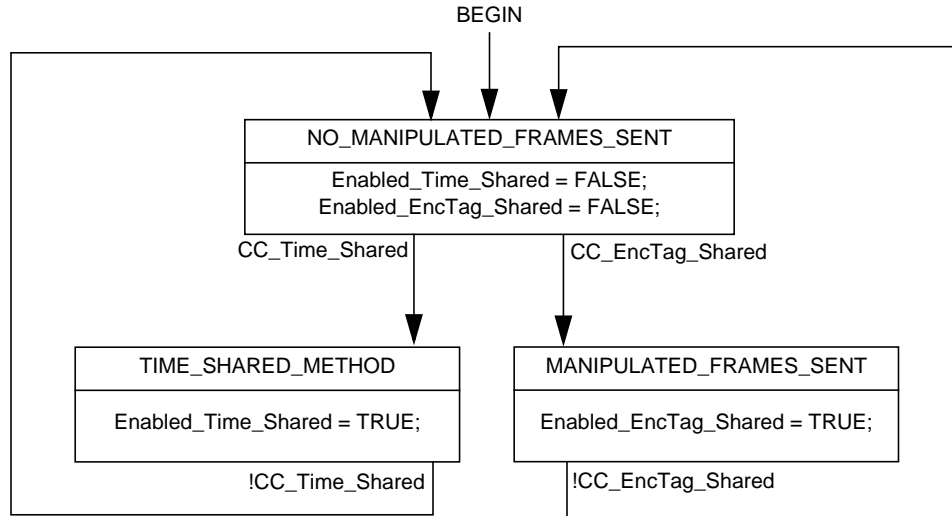 BEGIN
NO_MANIPULATED_FRAMES_SENT
Enabled_Time_Shared = FALSE;
Enabled_EncTag_Shared = FALSE;
CC_Time_Shared
CC_EncTag_Shared
TIME_SHARED_METHOD
Enabled_Time_Shared = TRUE;
!CC_Time_Shared
MANIPULATED_FRAMES_SENT
Enabled_EncTag_Shared = TRUE;
!CC_EncTag_Shared